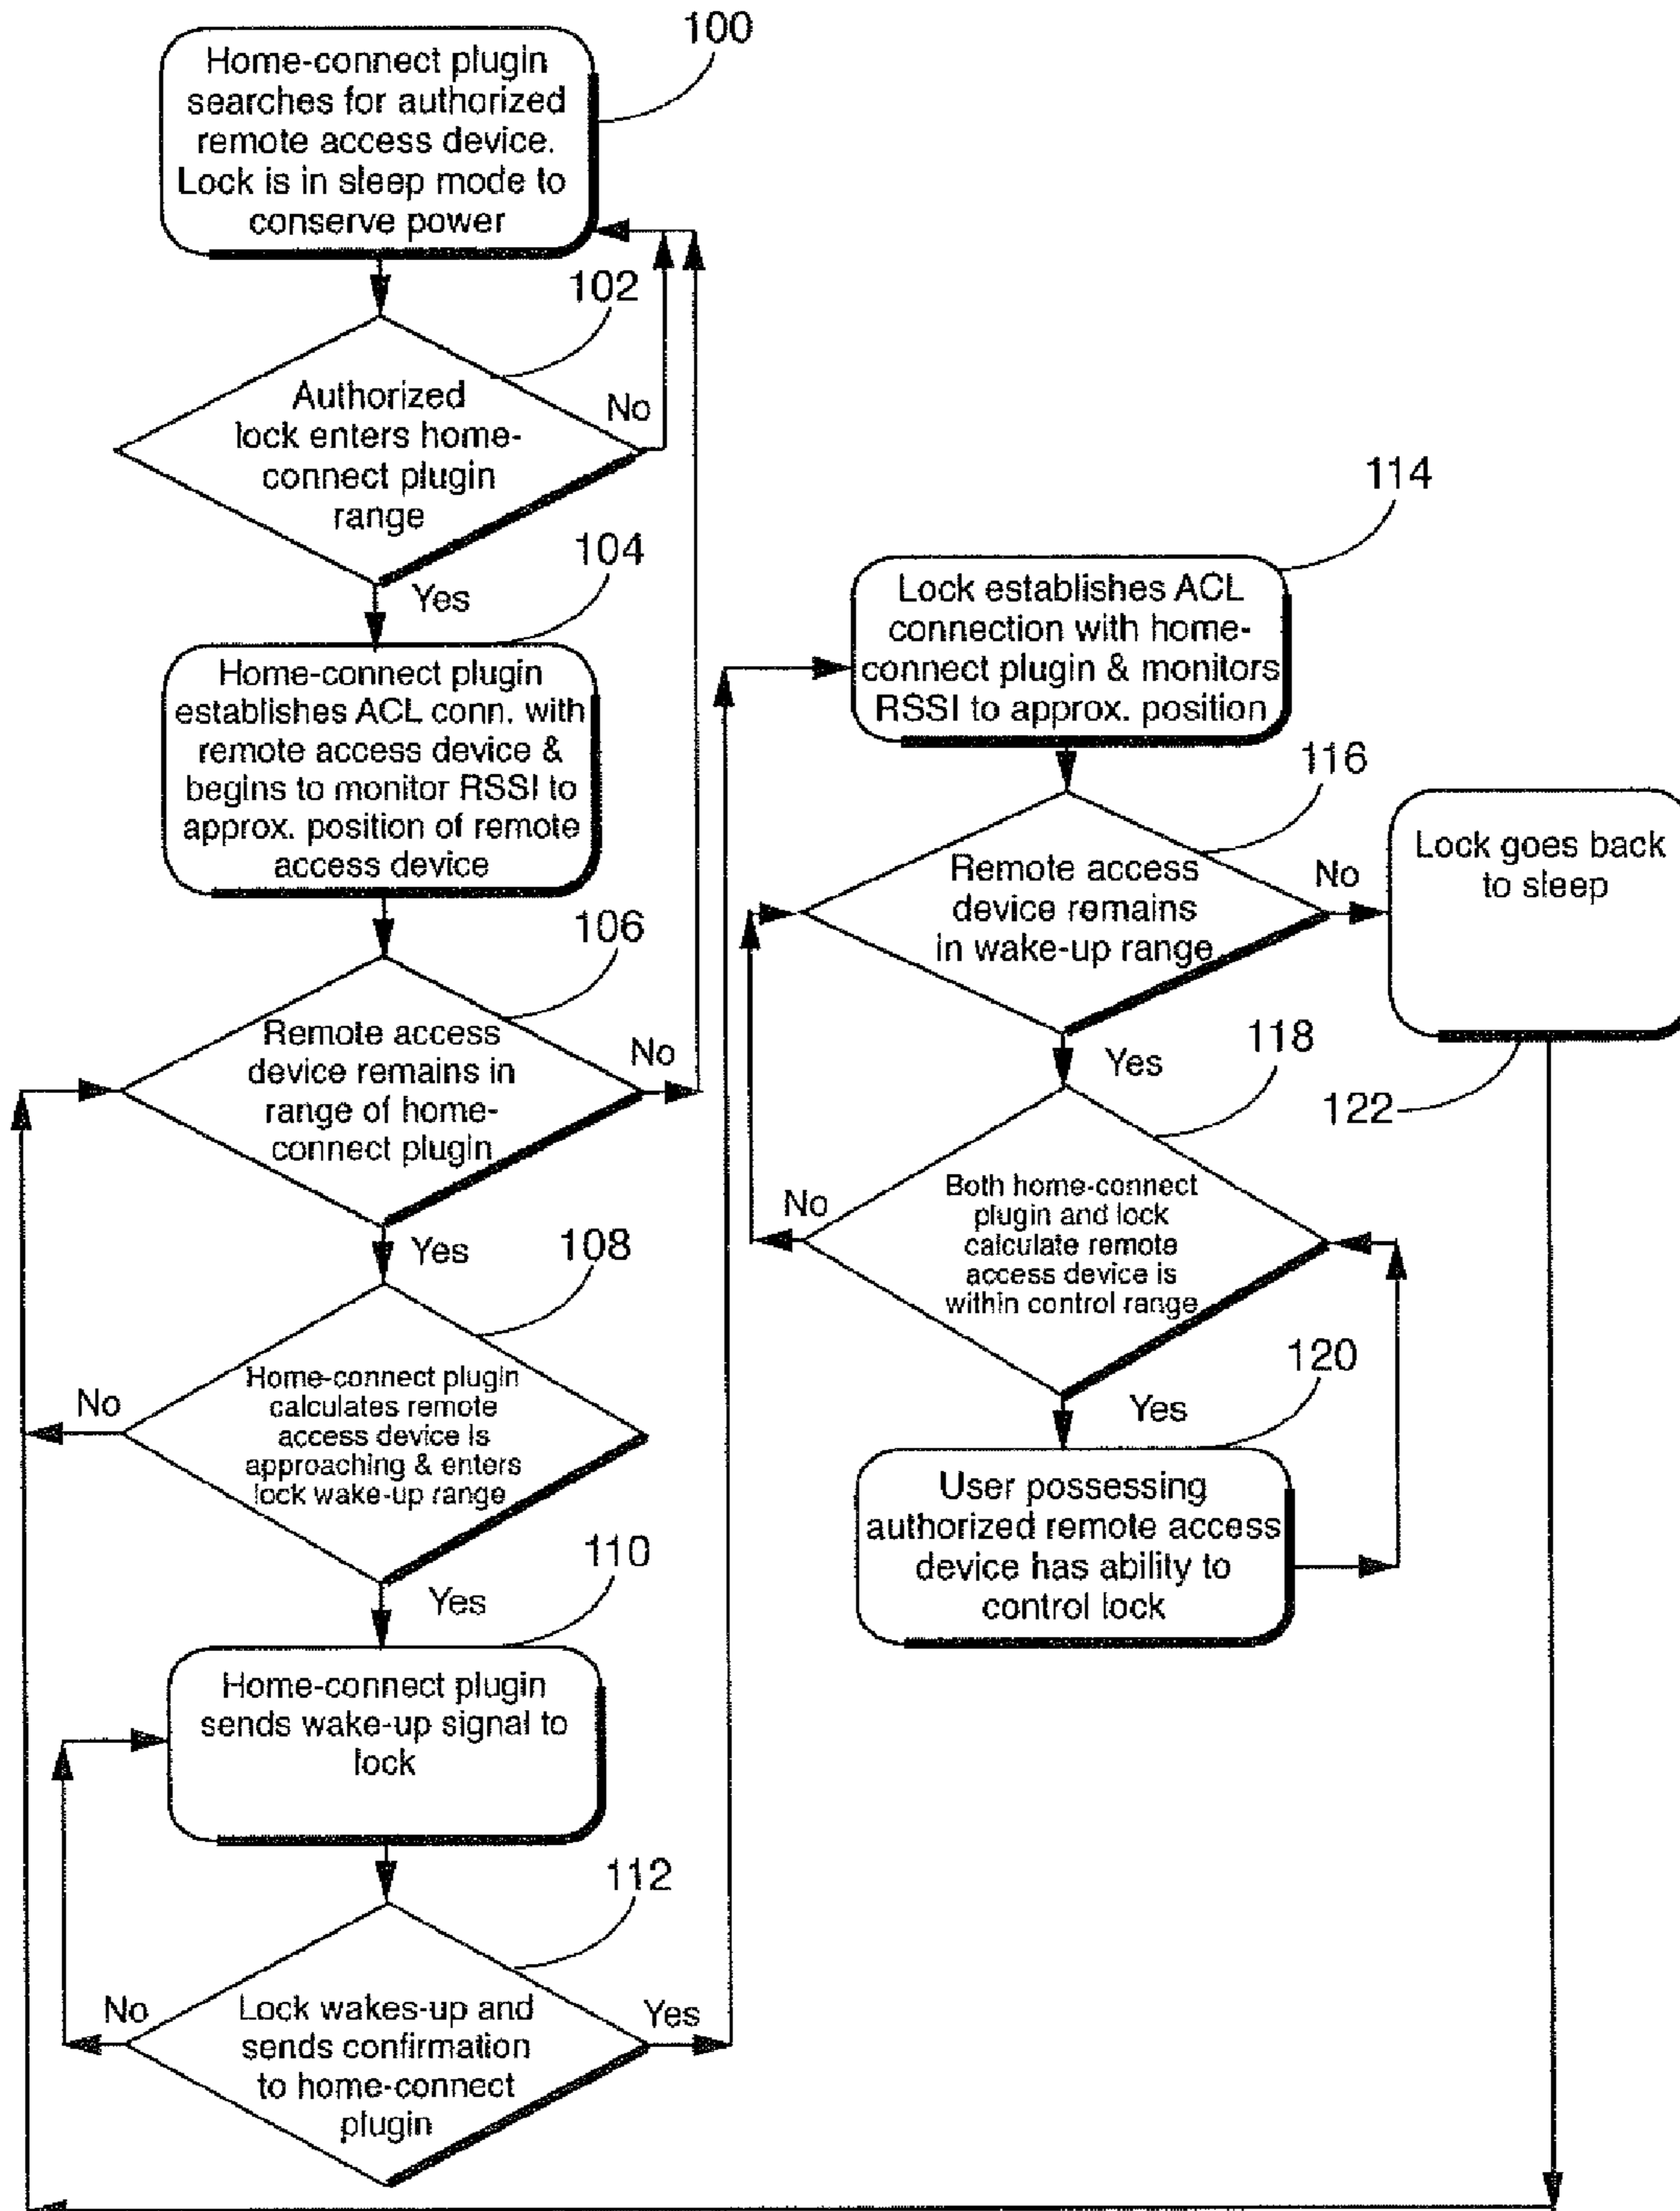 100
Home-connect plugin
searches for authorized
remote access device.
Lock is in sleep mode to
conserve power
102
Authorized
lock enters home-
connect plugin
range
No
Yes
104
Home-connect plugin
establishes ACL conn. with
remote access device &
begins to monitor RSSI to
approx. position of remote
access device
106
Remote access
device remains in
range of home-
connect plugin
No
Yes
108
Home-connect plugin
calculates remote
access device is
approaching & enters
lock wake-up range
No
Yes
110
Home-connect plugin
sends wake-up signal to
lock
112
Lock wakes-up and
sends confirmation
to home-connect
plugin
No
Yes
114
Lock establishes ACL
connection with home-
connect plugin & monitors
RSSI to approx. position
116
Remote access
device remains
in wake-up range
No
Yes
Lock goes back
to sleep
122
118
Both home-connect
plugin and lock
calculate remote
access device is
within control range
No
Yes
120
User possessing
authorized remote access
device has ability to
control lock